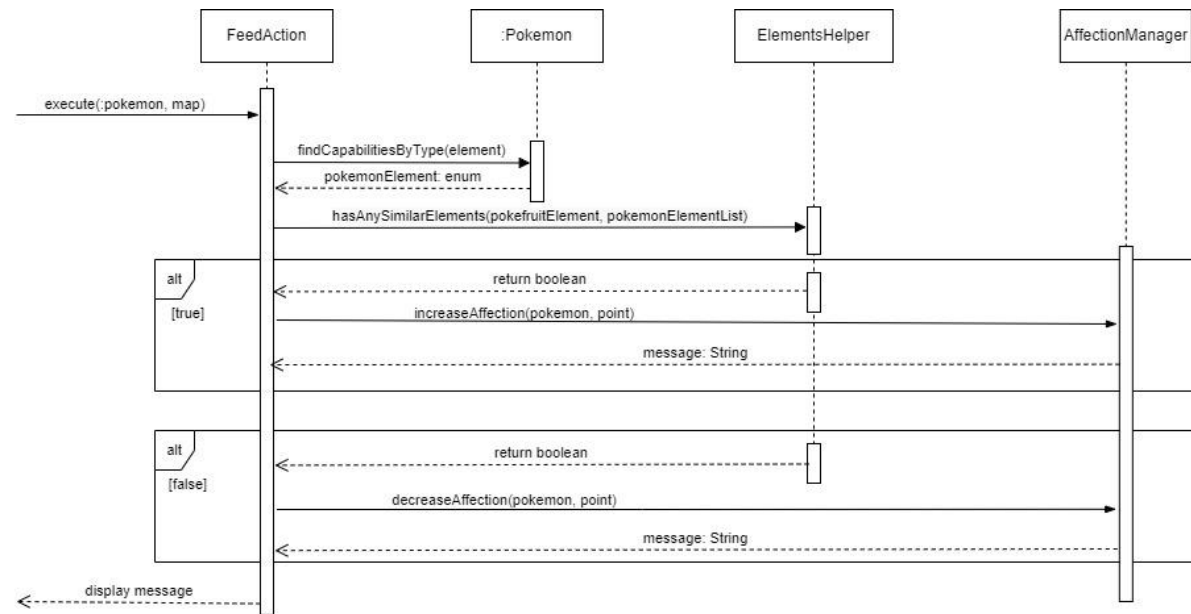 FeedAction
:Pokemon
ElementsHelper
AffectionManager
execute(:pokemon, map)
findCapabilitiesByType(element)
pokemonElement: enum
hasAnySimilarElements(pokefruitElement, pokemonElementList)
alt
return boolean
[true]
increaseAffection(pokemon, point)
message: String
alt
return boolean
[false]
decreaseAffection(pokemon, point)
message: String
display message